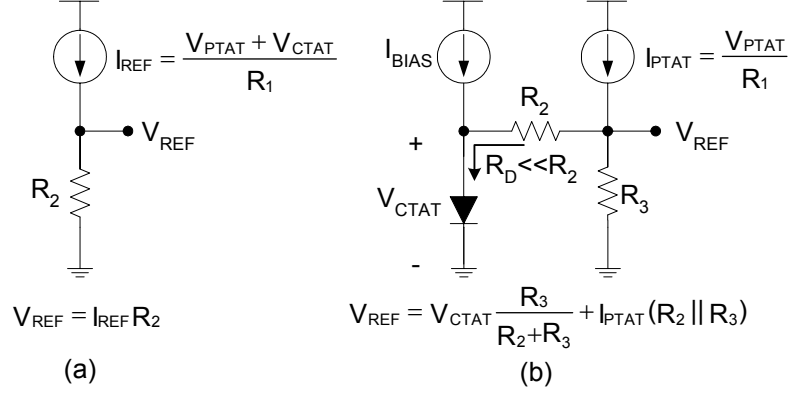 I_REF = (V_PTAT + V_CTAT) / R_1
V_REF
R_2
V_REF = I_REF R_2
(a)
I_BIAS
I_PTAT = V_PTAT / R_1
R_2
V_REF
+
R_D<<R_2
V_CTAT
R_3
-
V_REF = V_CTAT R_3 / (R_2+R_3) + I_PTAT (R_2 || R_3)
(b)